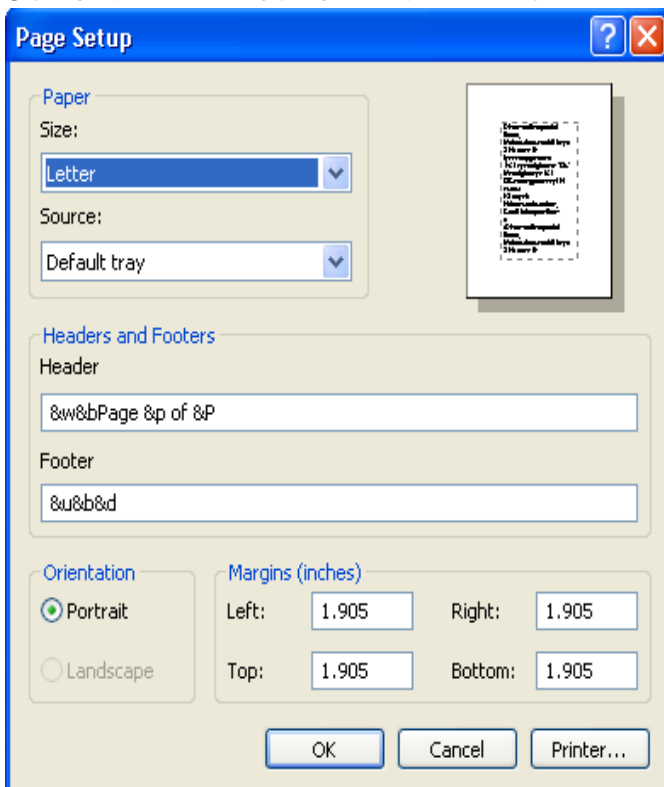 Page Setup
Paper
Size:
Letter
Source:
Default tray
Headers and Footers
Header
&w&bPage &p of &P
Footer
&u&b&d
Orientation
Portrait
Landscape
Margins (inches)
Left: 1.905 Right: 1.905
Top: 1.905 Bottom: 1.905
OK Cancel Printer...